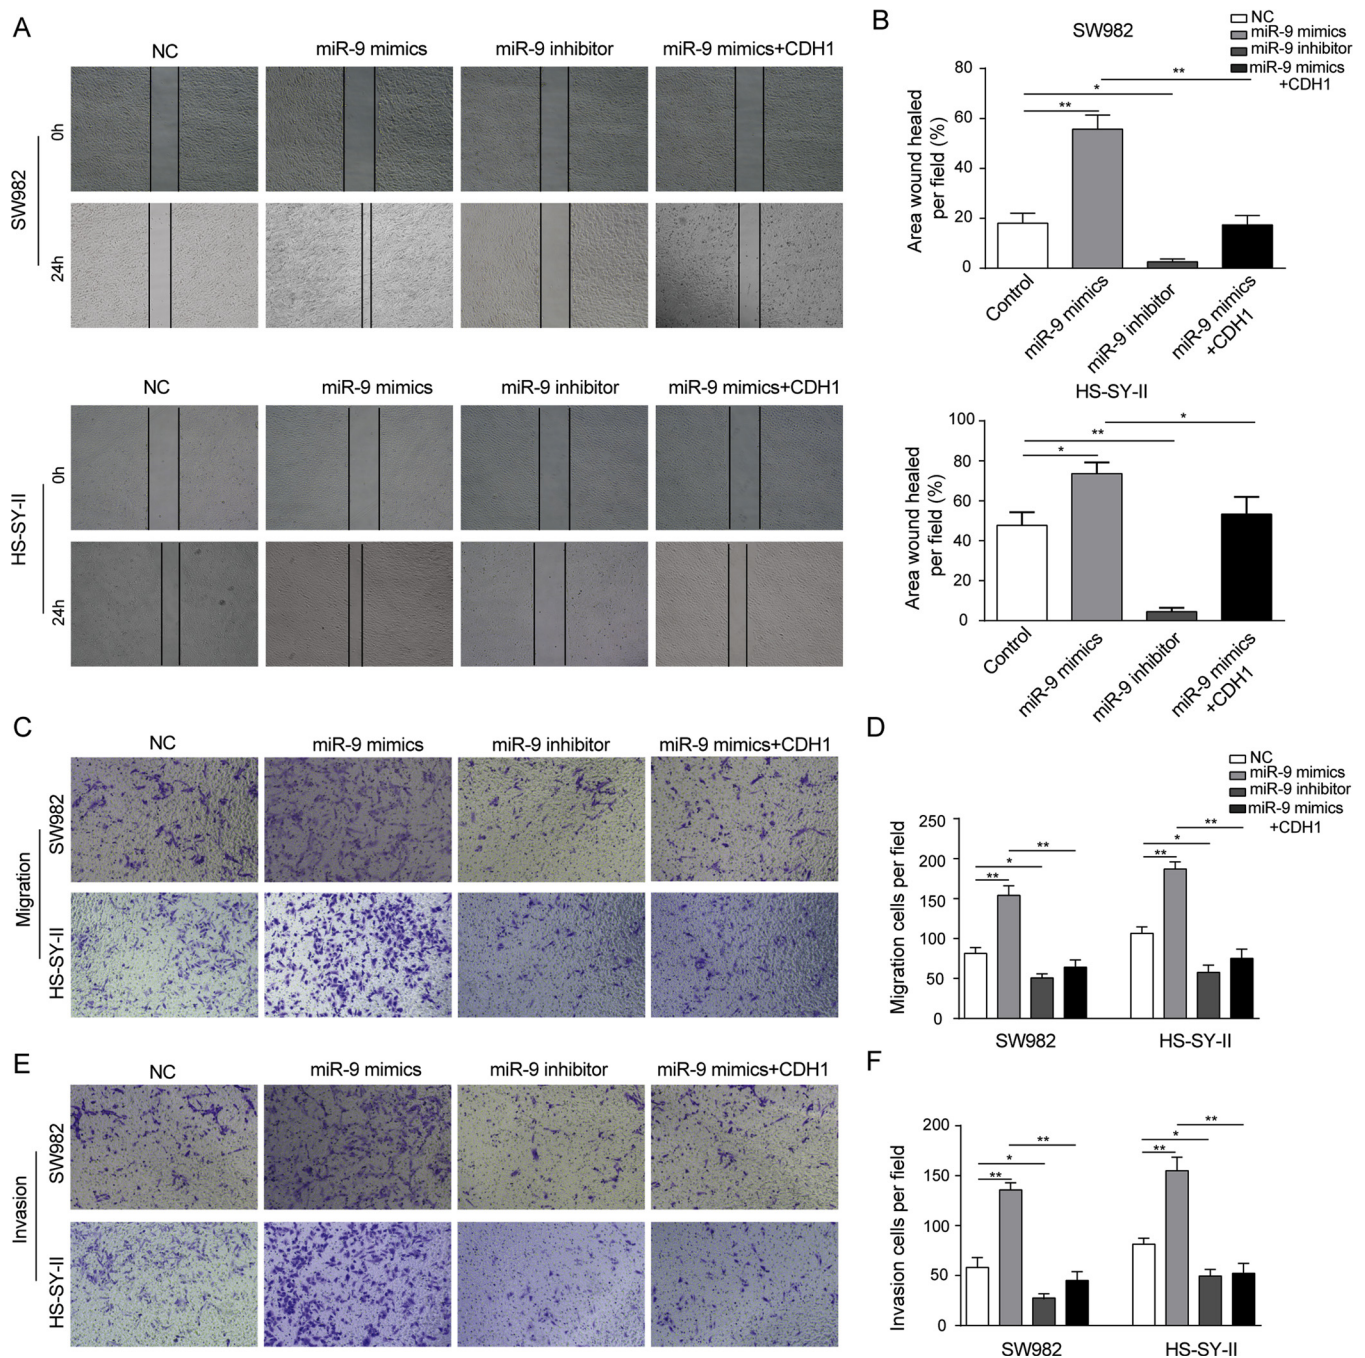 A
NC
miR-9 mimics
miR-9 inhibitor
miR-9 mimics+CDH1
SW982
0h
24h
NC
miR-9 mimics
miR-9 inhibitor
miR-9 mimics+CDH1
HS-SY-II
0h
24h
B
NC
miR-9 mimics
miR-9 inhibitor
miR-9 mimics
+CDH1
SW982
Area wound healed
per field (%)
80
60
40
20
0
**
*
**
Control
miR-9 mimics
miR-9 inhibitor
miR-9 mimics
+CDH1
HS-SY-II
Area wound healed
per field (%)
100
80
60
40
20
0
*
**
*
Control
miR-9 mimics
miR-9 inhibitor
miR-9 mimics
+CDH1
C
NC
miR-9 mimics
miR-9 inhibitor
miR-9 mimics+CDH1
Migration
SW982
HS-SY-II
D
NC
miR-9 mimics
miR-9 inhibitor
miR-9 mimics
+CDH1
Migration cells per field
250
200
150
100
50
0
**
*
**
**
*
**
SW982
HS-SY-II
E
NC
miR-9 mimics
miR-9 inhibitor
miR-9 mimics+CDH1
Invasion
SW982
HS-SY-II
F
Invasion cells per field
200
150
100
50
0
**
*
**
**
*
**
SW982
HS-SY-II